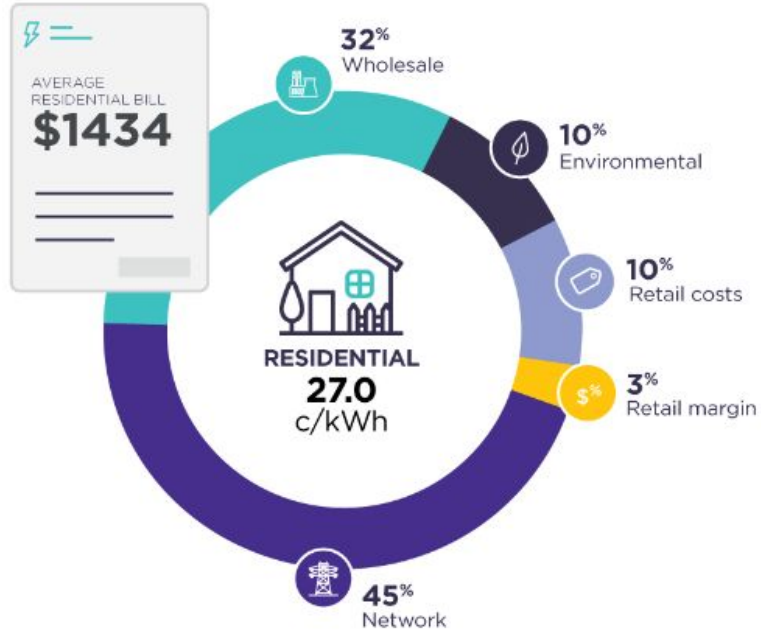 AVERAGE
RESIDENTIAL BILL
$1434
32%
Wholesale
10%
Environmental
10%
Retail costs
$%
3%
Retail margin
RESIDENTIAL
27.0
c/kWh
45%
Network